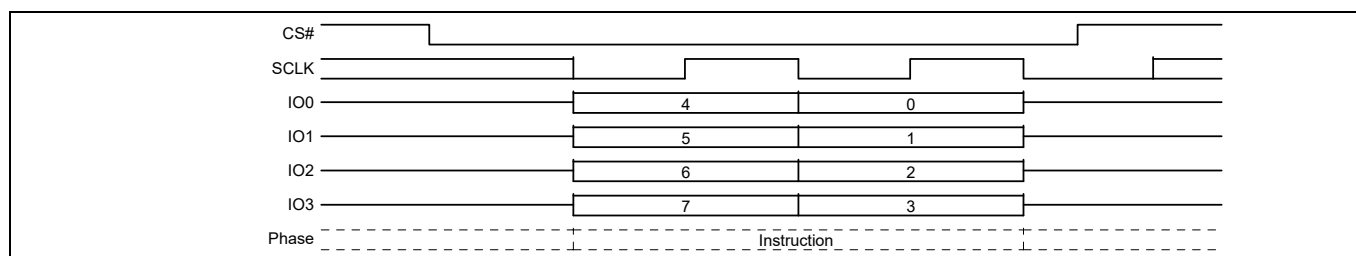 CS#
SCLK
IO0 4 0
IO1 5 1
IO2 6 2
IO3 7 3
Phase Instruction